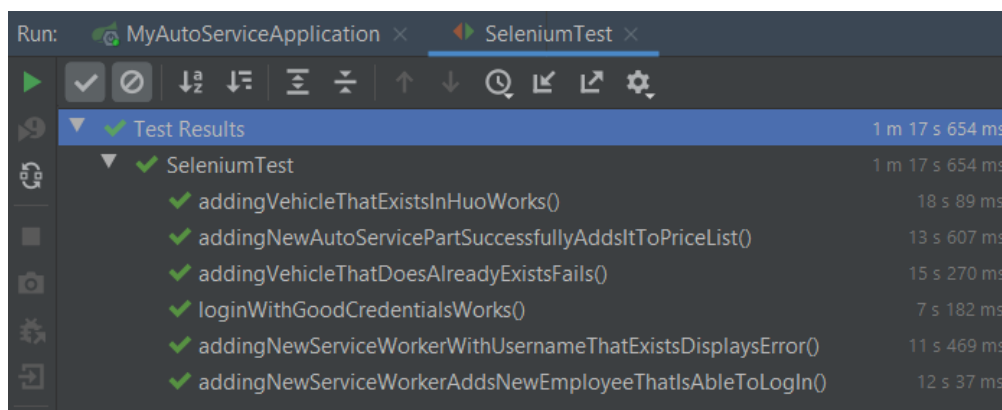 Run: MyAutoServiceApplication × SeleniumTest ×
Test Results 1 m 17 s 654 ms
SeleniumTest 1 m 17 s 654 ms
addingVehicleThatExistsInHuoWorks() 18 s 89 ms
addingNewAutoServicePartSuccessfullyAddsItToPriceList() 13 s 607 ms
addingVehicleThatDoesAlreadyExistsFails() 15 s 270 ms
loginWithGoodCredentialsWorks() 7 s 182 ms
addingNewServiceWorkerWithUsernameThatExistsDisplaysError() 11 s 469 ms
addingNewServiceWorkerAddsNewEmployeeThatIsAbleToLogIn() 12 s 37 ms